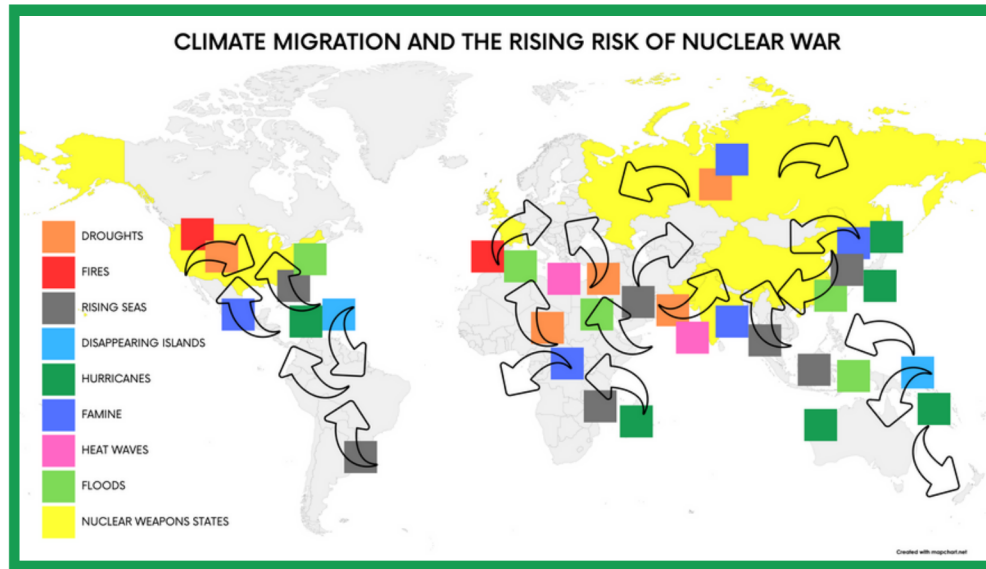 CLIMATE MIGRATION AND THE RISING RISK OF NUCLEAR WAR
DROUGHTS
FIRES
RISING SEAS
DISAPPEARING ISLANDS
HURRICANES
FAMINE
HEAT WAVES
FLOODS
NUCLEAR WEAPONS STATES
Created with mapchart.net